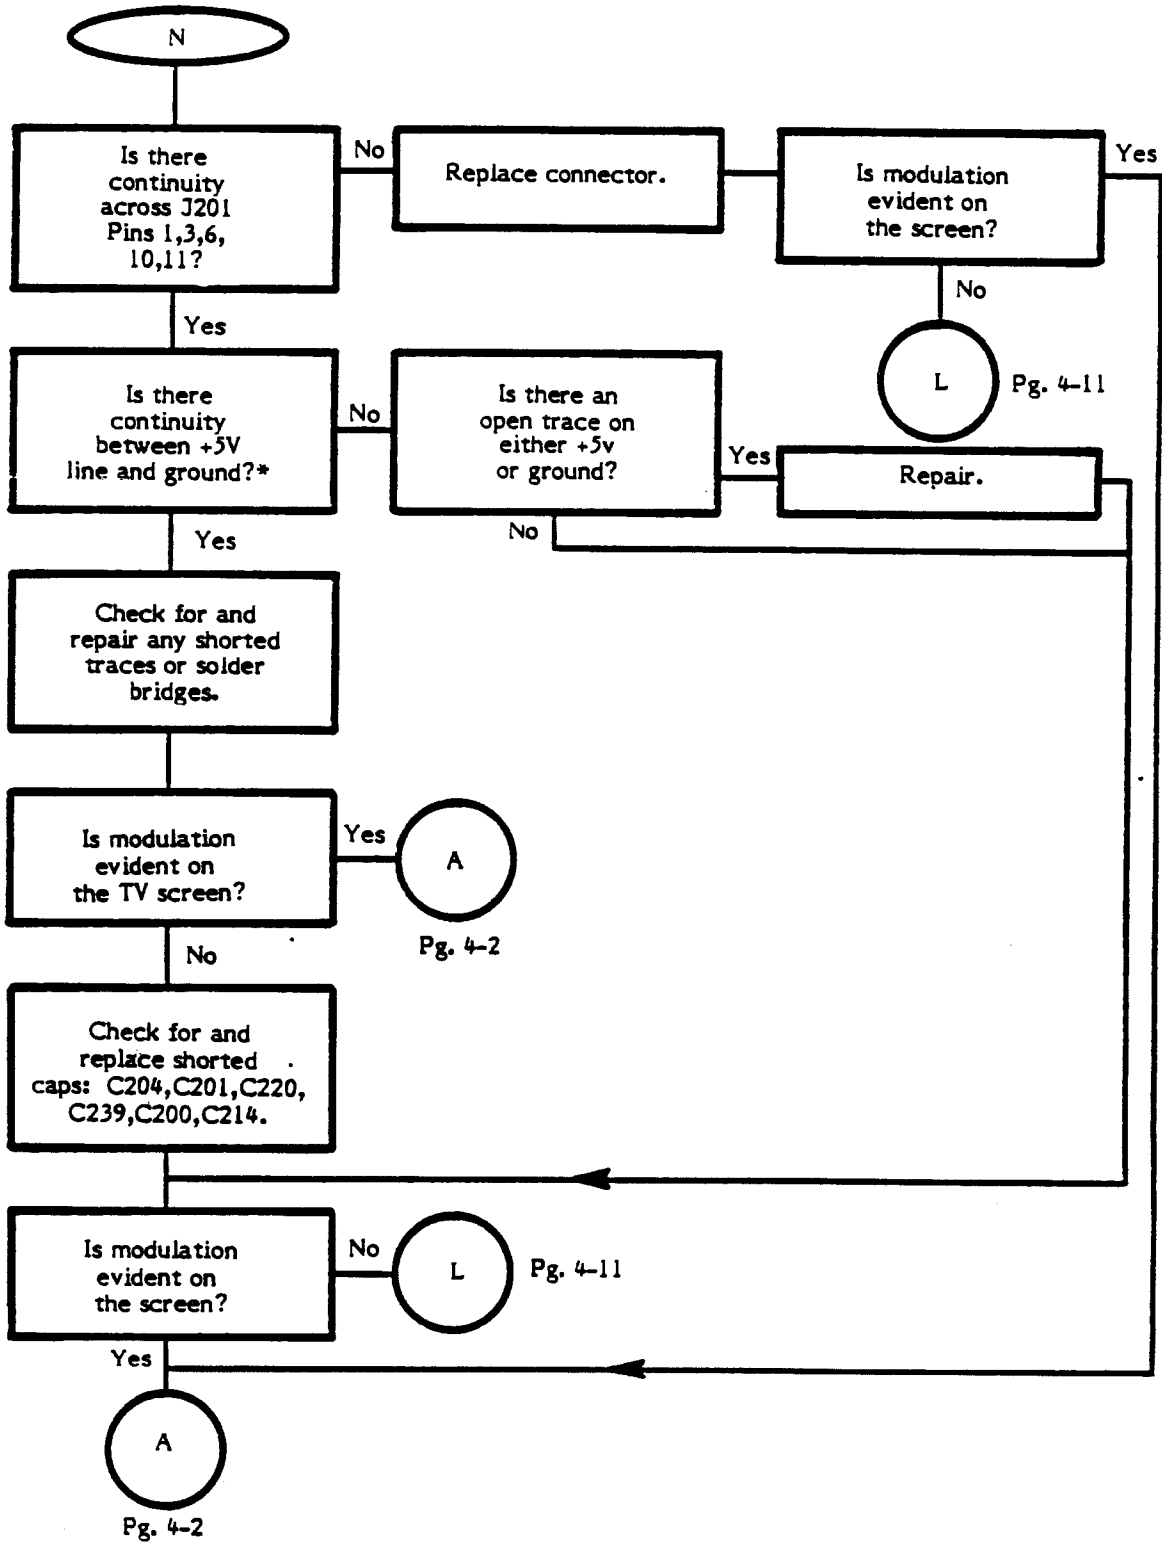 N
Is there
continuity
across J201
Pins 1,3,6,
10,11?
No
Replace connector.
Is modulation
evident on
the screen?
Yes
No
L
Pg. 4-11
Yes
Is there
continuity
between +5V
line and ground?*
No
Is there an
open trace on
either +5v
or ground?
Yes
Repair.
No
Yes
Check for and
repair any shorted
traces or solder
bridges.
Is modulation
evident on
the TV screen?
Yes
A
Pg. 4-2
No
Check for and
replace shorted
caps: C204,C201,C220,
C239,C200,C214.
Is modulation
evident on
the screen?
No
L
Pg. 4-11
Yes
A
Pg. 4-2